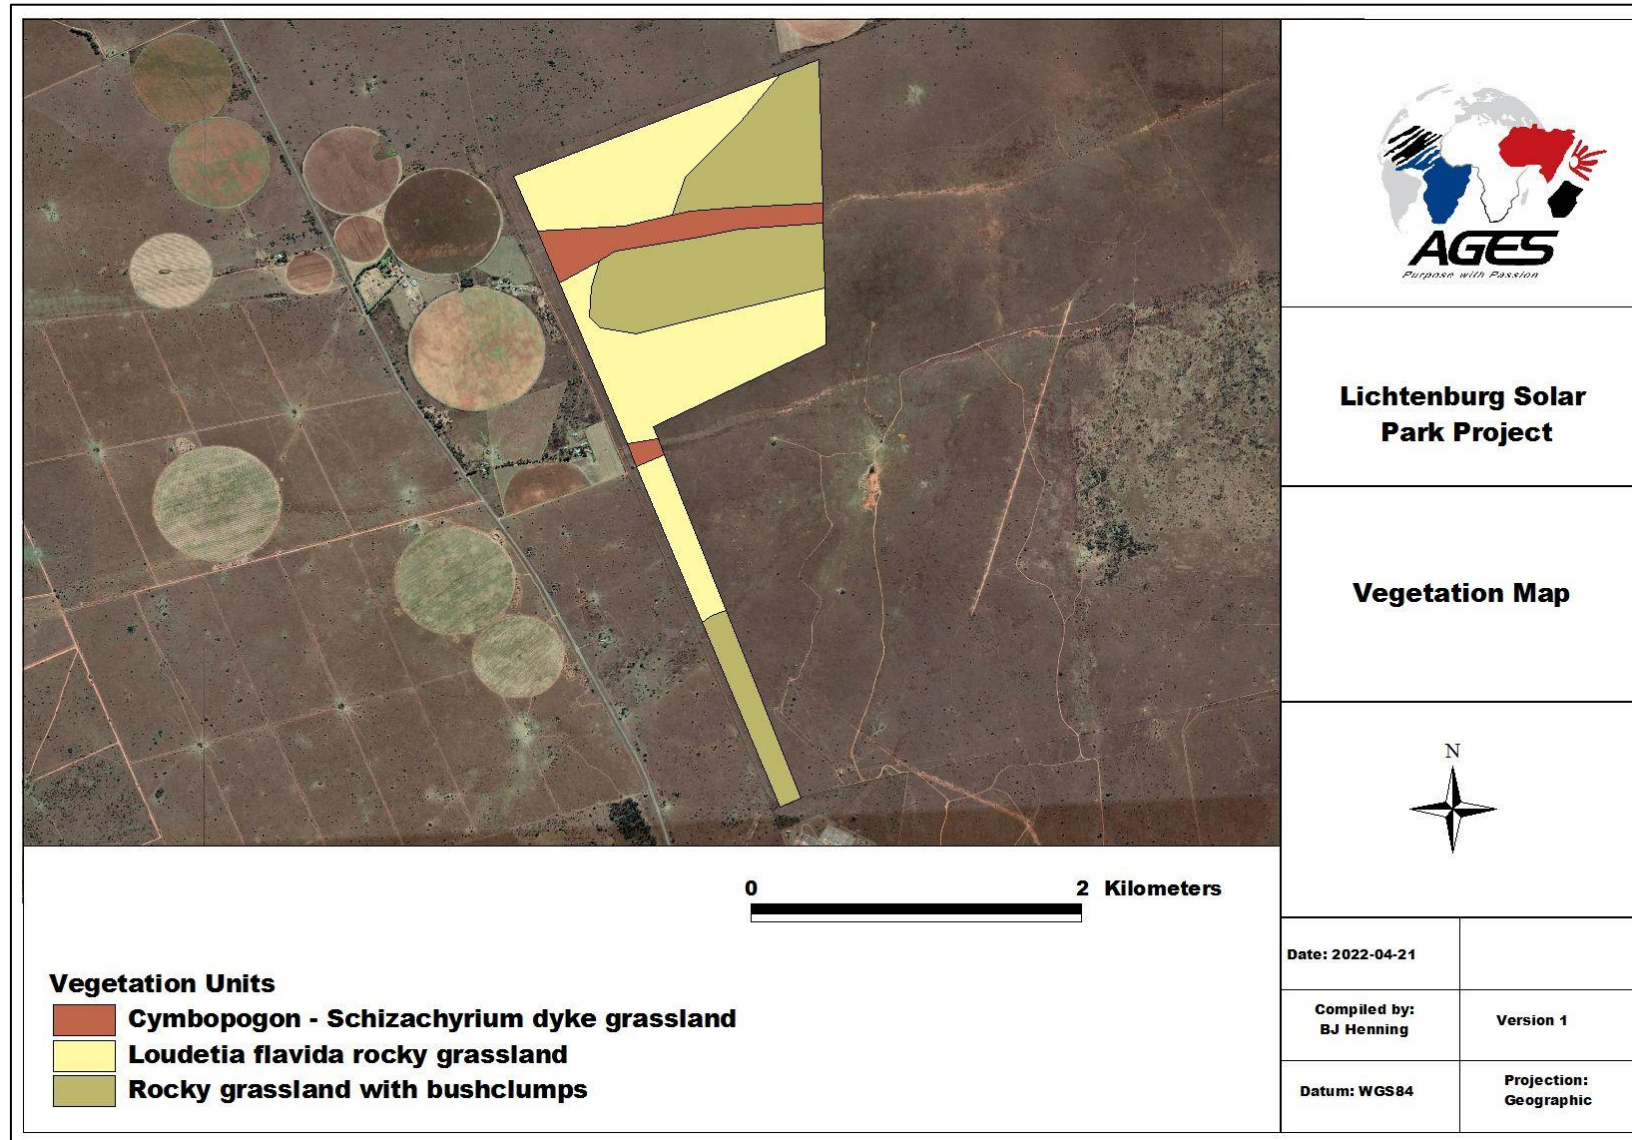 AGES
Purpose with Passion
Lichtenburg Solar
Park Project
Vegetation Map
N
0 2 Kilometers
Vegetation Units
Cymbopogon - Schizachyrium dyke grassland
Loudetia flavida rocky grassland
Rocky grassland with bushclumps
Date: 2022-04-21
Compiled by:
BJ Henning
Version 1
Datum: WGS84
Projection:
Geographic